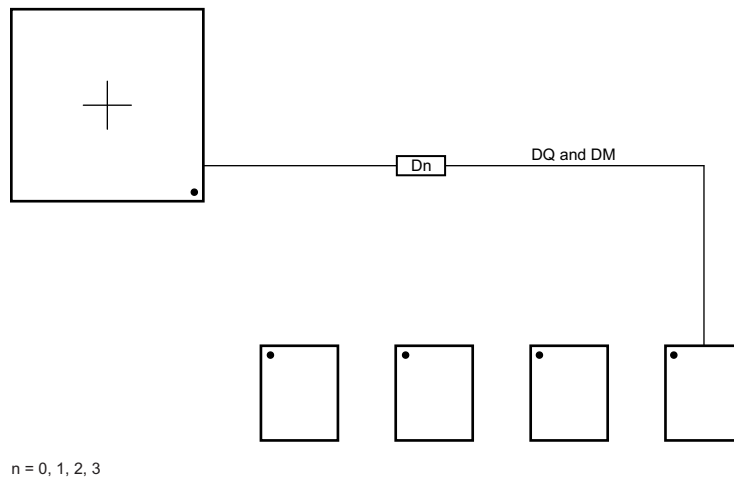 DQ and DM
Dn
n = 0, 1, 2, 3